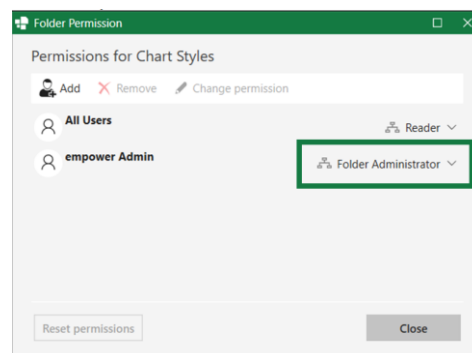 Folder Permission
Permissions for Chart Styles
Add Remove Change permission
All Users
Reader
empower Admin
Folder Administrator
Reset permissions Close